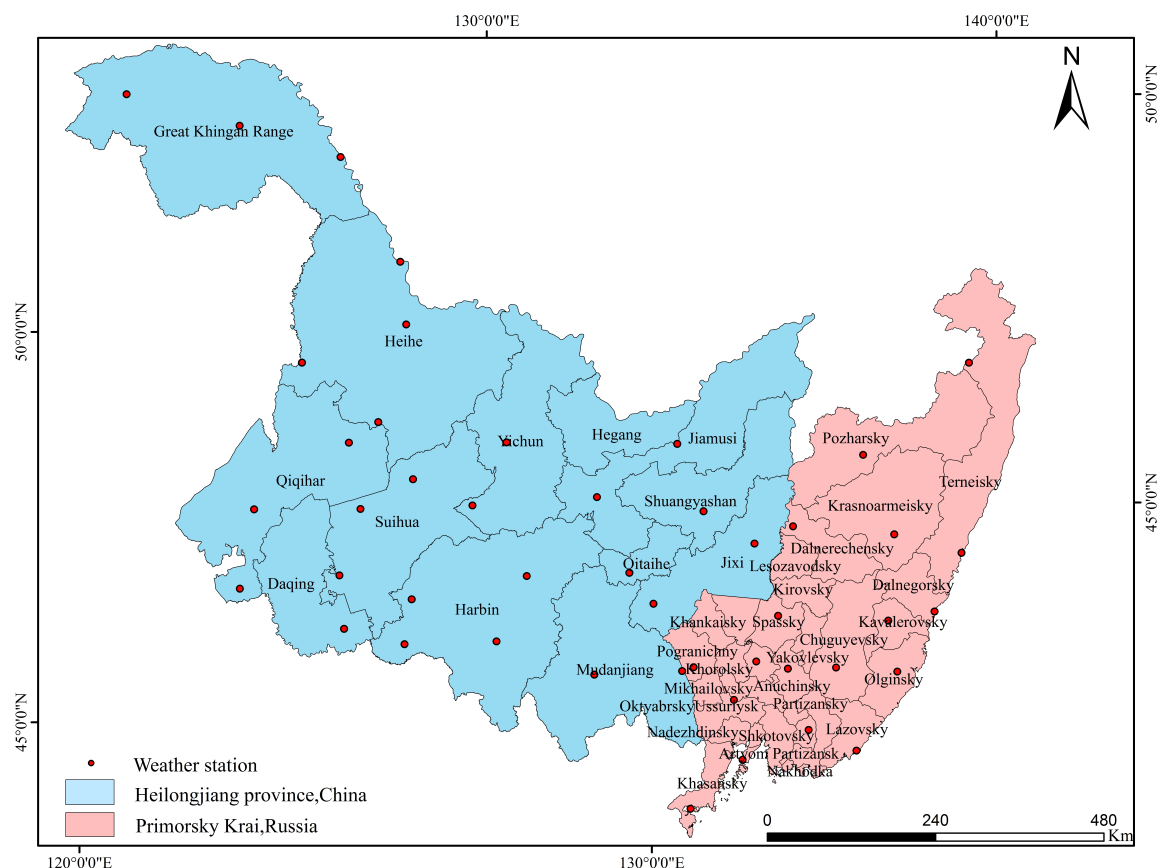 130°0'0"E
140°0'0"E
N
50°0'0"N
Great Khingan Range
50°0'0"N
Heihe
Yichun
Hegang
Jiamusi
Pozharsky
Qiqihar
Terneisky
Shuangyashan
Krasnoarmeisky
45°0'0"N
Suihua
Dalnerechensky
Qitaihe
Jixi
Lesozavodsky
Daqing
Kirovsky
Dalnegorsky
Harbin
Khankaisky
Spassky
Kavalerovsky
Chuguyevsky
Pogranichny
Yakovlevsky
Mudanjiang
Khorolsky
Olginsky
Mikhailovsky
Anuchinsky
Oktyabrsky
Ussuriysk
Partizansky
45°0'0"N
Nadezhdinsky
Shkotovsky
Lazovsky
Artyom
Partizansk
Nakhodka
Khasansky
Weather station
Heilongjiang province,China
Primorsky Krai,Russia
0
240
480
Km
120°0'0"E
130°0'0"E